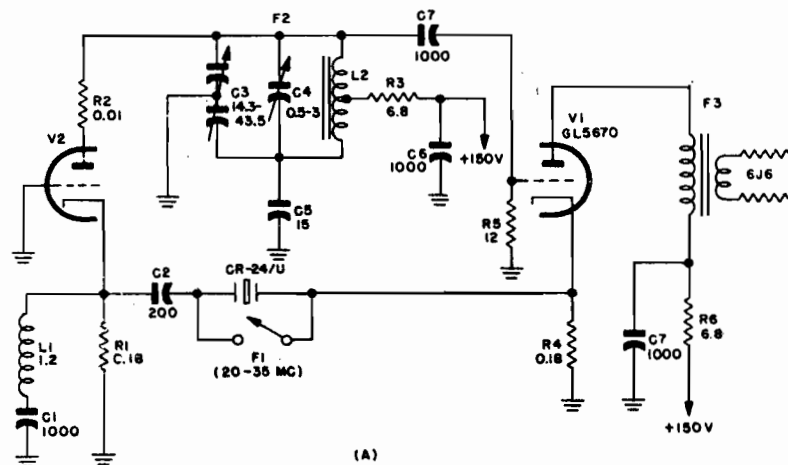 F2
C7
1000
R2
0.01
C3
14.3-
43.5
C4
0.5-3
L2
R3
6.8
C6
1000
+150V
V1
GL5670
F3
6J6
V2
C5
15
R5
12
C2
200
CR-24/U
F1
(20-35 MC)
L1
1.2
R1
C.18
C1
1000
R4
0.18
C7
1000
R6
6.8
+150V
(A)